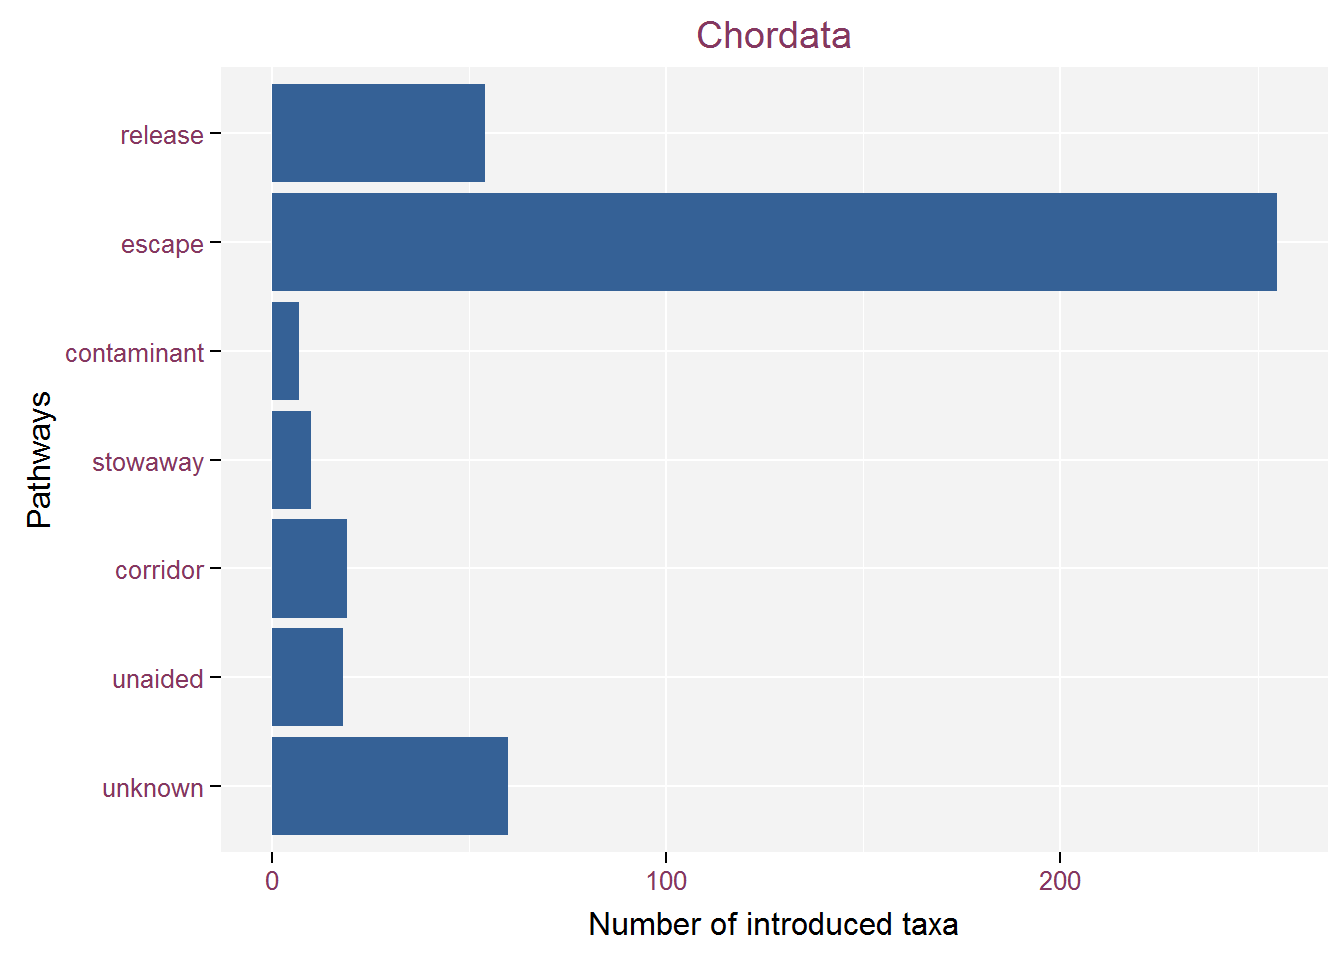 Chordata
release
escape
contaminant
stowaway
corridor
unaided
unknown
Pathways
0 100 200
Number of introduced taxa